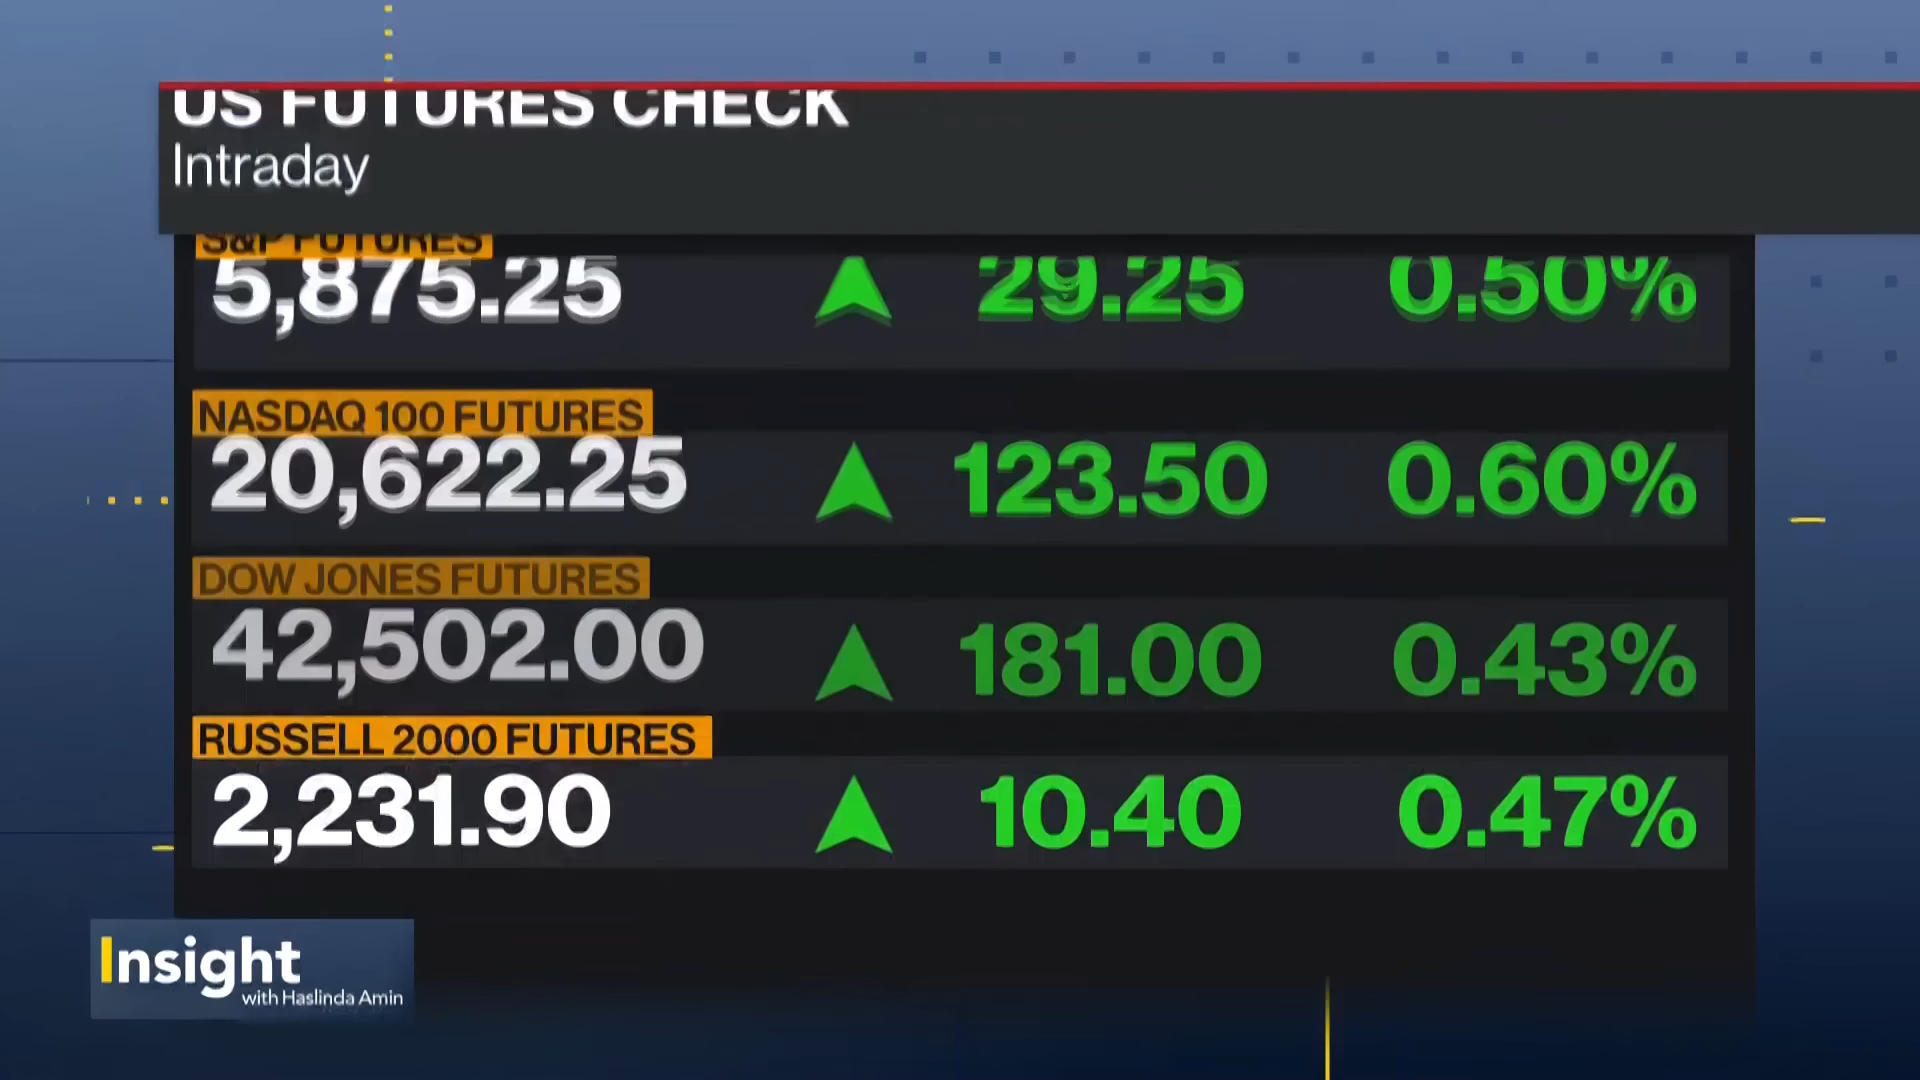 US FUTURES CHECK
Intraday
S&P FUTURES
5,875.25 29.25 0.50%
NASDAQ 100 FUTURES
20,622.25 123.50 0.60%
DOW JONES FUTURES
42,502.00 181.00 0.43%
RUSSELL 2000 FUTURES
2,231.90 10.40 0.47%
Insight
with Haslinda Amin